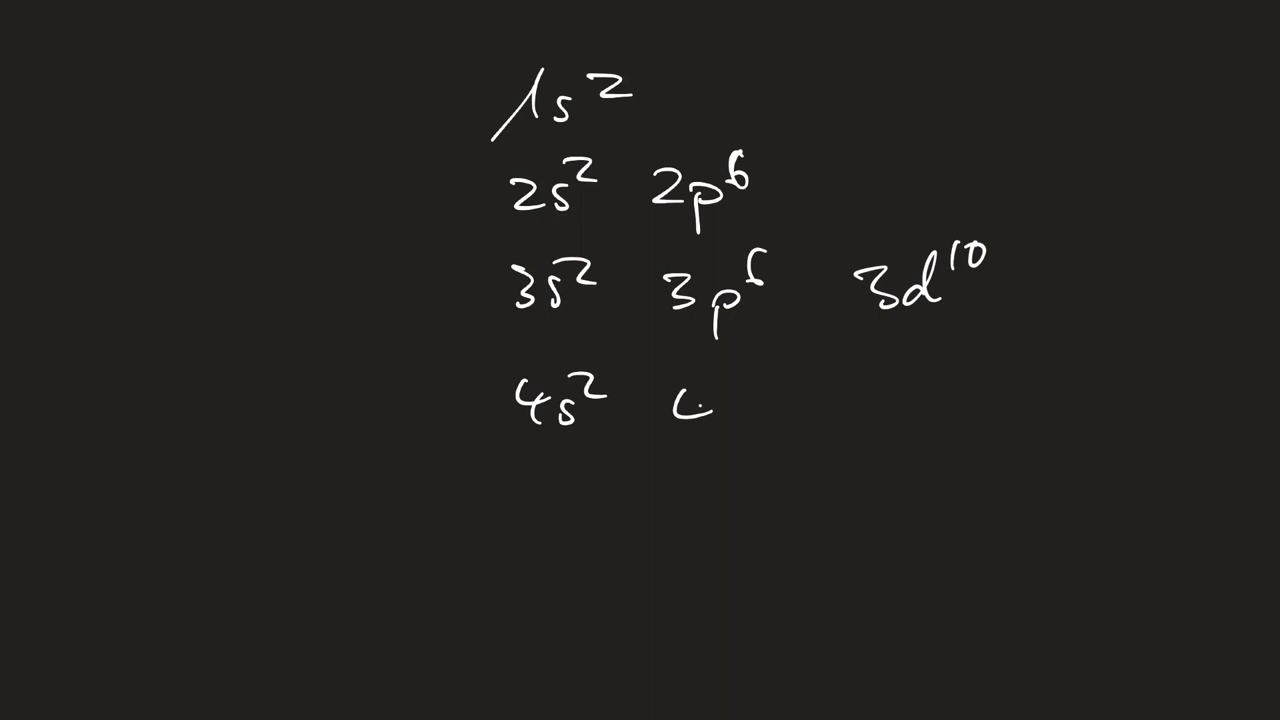 1s²
2s² 2p⁶
3s² 3p⁶ 3d¹⁰
4s²